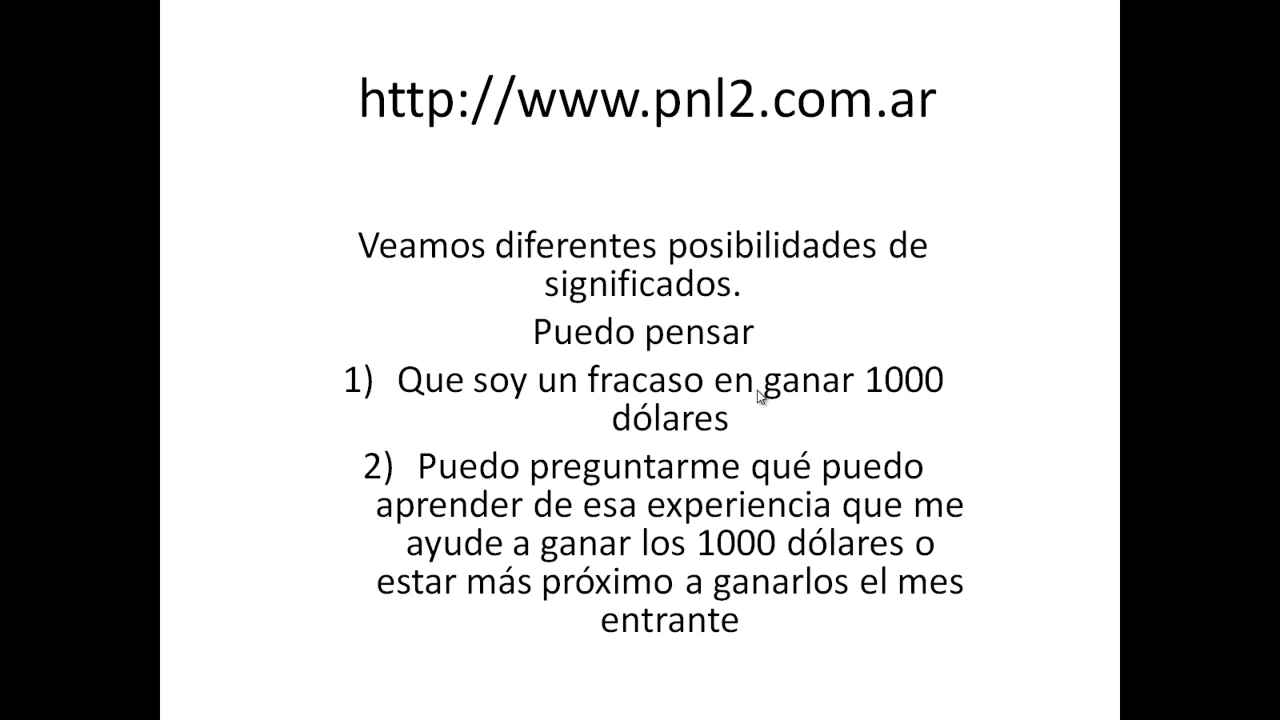 http://www.pnl2.com.ar
Veamos diferentes posibilidades de
significados.
Puedo pensar
1) Que soy un fracaso en ganar 1000
dólares
2) Puedo preguntarme qué puedo
aprender de esa experiencia que me
ayude a ganar los 1000 dólares o
estar más próximo a ganarlos el mes
entrante